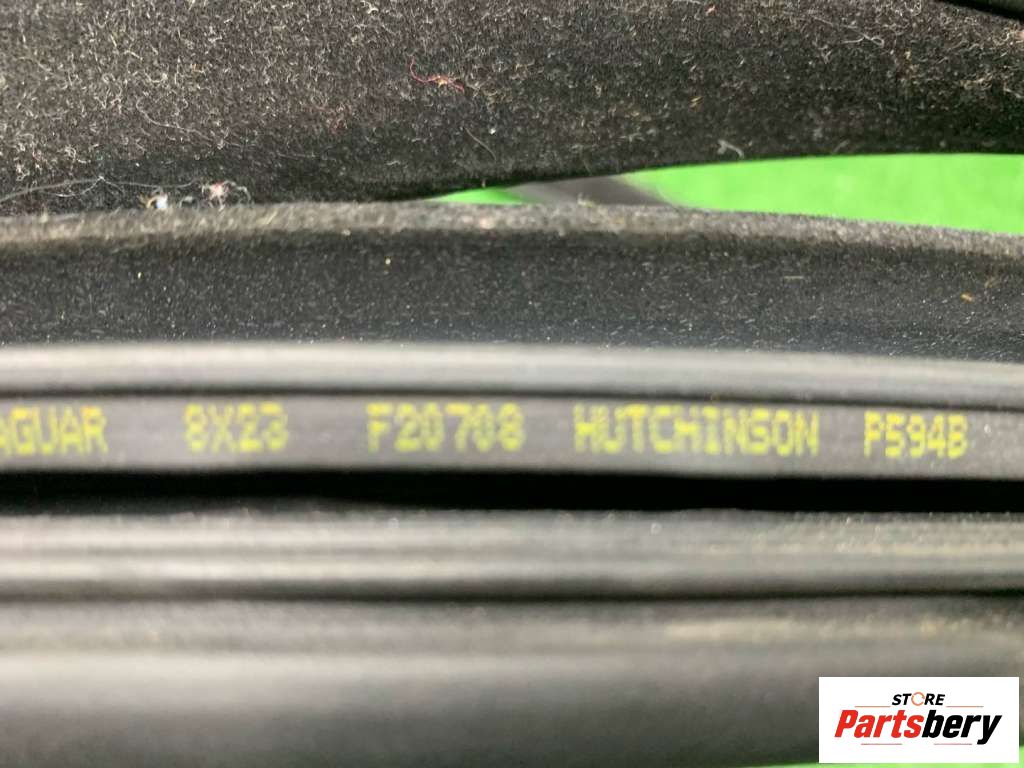 AGUAR 8X23 F20708 HUTCHINSON P594B
STORE
Partsbery